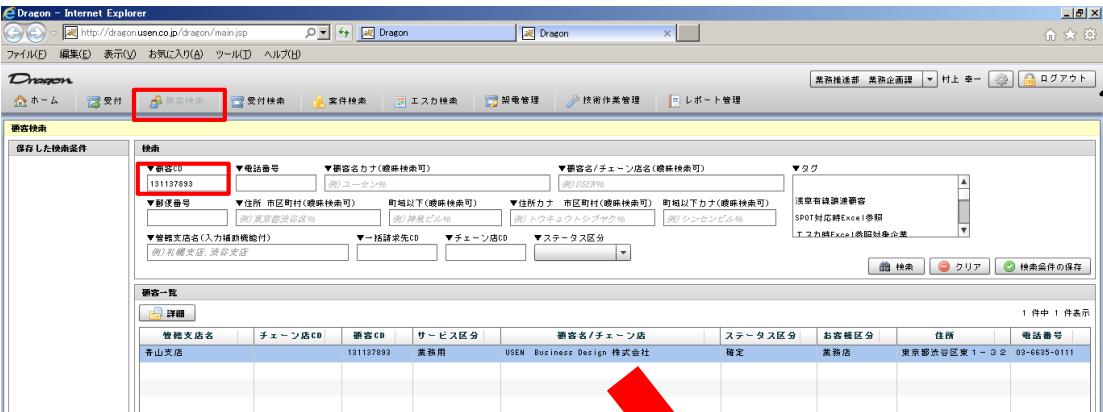 Dragon - Internet Explorer
http://dragon.usen.co.jp/dragon/main.jsp Dragon Dragon
ファイル(F) 編集(E) 表示(V) お気に入り(A) ツール(T) ヘルプ(H)
Dragon 業務推進部 業務企画課 村上 幸一 ログアウト
ホーム 受付 顧客検索 受付検索 案件検索 エスカ検索 架電管理 技術作業管理 レポート管理
顧客検索
保存した検索条件 検索
▼顧客CD ▼電話番号 ▼顧客名カナ(曖昧検索可) ▼顧客名/チェーン店名(曖昧検索可) ▼タグ
131137893 例)ユーセン% 例)USEN%
▼郵便番号 ▼住所 市区町村(曖昧検索可) 町域以下(曖昧検索可) ▼住所カナ 市区町村(曖昧検索可) 町域以下カナ(曖昧検索可) 浅草有線譲渡顧客
例)東京都渋谷区% 例)神泉ビル% 例)トウキョウトシブヤク% 例)シンセンビル% SPOT対応時Excel参照
▼管轄支店名(入力補助機能付) ▼一括請求先CD ▼チェーン店CD ▼ステータス区分 エスカ時Excel参照対象企業
例)札幌支店,渋谷支店
検索 クリア 検索条件の保存
顧客一覧
詳細 1 件中 1 件表示
管轄支店名 チェーン店CD 顧客CD サービス区分 顧客名/チェーン店 ステータス区分 お客様区分 住所 電話番号
青山支店 131137893 業務用 USEN Business Design 株式会社 確定 業務店 東京都渋谷区東１－３２ 03-6635-0111